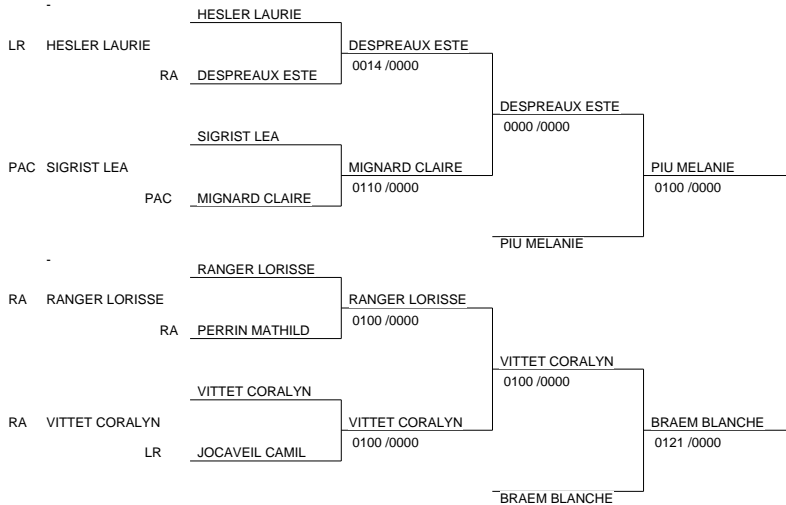 -
HESLER LAURIE
LR HESLER LAURIE DESPREAUX ESTE
0014 /0000
RA DESPREAUX ESTE
DESPREAUX ESTE
0000 /0000
SIGRIST LEA
PAC SIGRIST LEA MIGNARD CLAIRE PIU MELANIE
0110 /0000 0100 /0000
PAC MIGNARD CLAIRE
PIU MELANIE
-
RANGER LORISSE
RA RANGER LORISSE RANGER LORISSE
0100 /0000
RA PERRIN MATHILD
VITTET CORALYN
0100 /0000
VITTET CORALYN
RA VITTET CORALYN VITTET CORALYN BRAEM BLANCHE
0100 /0000 0121 /0000
LR JOCAVEIL CAMIL
BRAEM BLANCHE